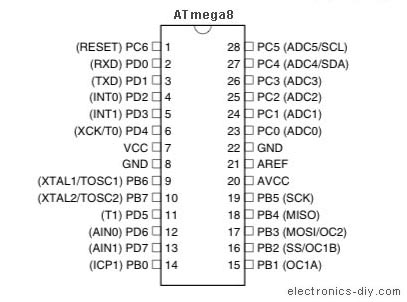 ATmega8
(RESET) PC6 1 28 PC5 (ADC5/SCL)
(RXD) PD0 2 27 PC4 (ADC4/SDA)
(TXD) PD1 3 26 PC3 (ADC3)
(INT0) PD2 4 25 PC2 (ADC2)
(INT1) PD3 5 24 PC1 (ADC1)
(XCK/T0) PD4 6 23 PC0 (ADC0)
VCC 7 22 GND
GND 8 21 AREF
(XTAL1/TOSC1) PB6 9 20 AVCC
(XTAL2/TOSC2) PB7 10 19 PB5 (SCK)
(T1) PD5 11 18 PB4 (MISO)
(AIN0) PD6 12 17 PB3 (MOSI/OC2)
(AIN1) PD7 13 16 PB2 (SS/OC1B)
(ICP1) PB0 14 15 PB1 (OC1A)
electronics-diy.com